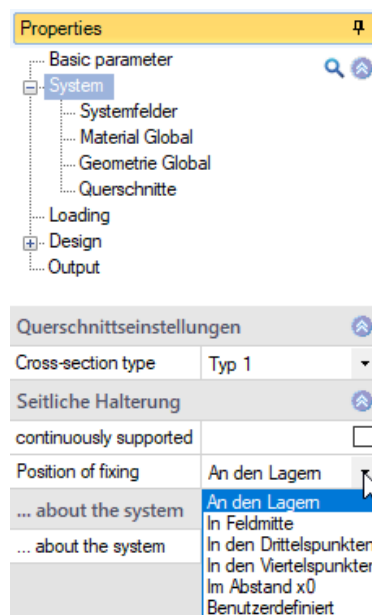 Properties
Basic parameter
System
Systemfelder
Material Global
Geometrie Global
Querschnitte
Loading
Design
Output
Querschnittseinstellungen
Cross-section type Typ 1
Seitliche Halterung
continuously supported
Position of fixing An den Lagern
... about the system An den Lagern
In Feldmitte
... about the system In den Drittelspunkten
In den Viertelspunkten
Im Abstand x0
Benutzerdefiniert